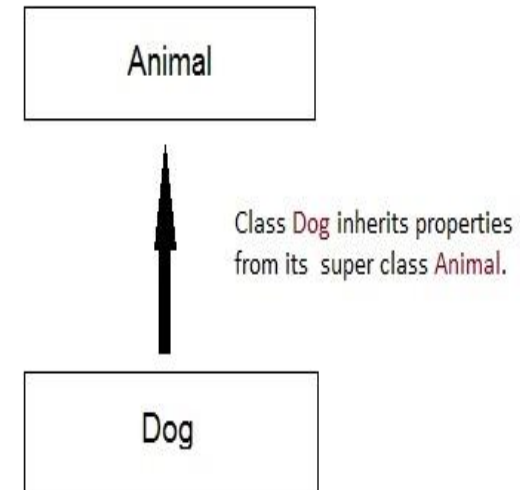 Animal
Class Dog inherits properties
from its super class Animal.
Dog